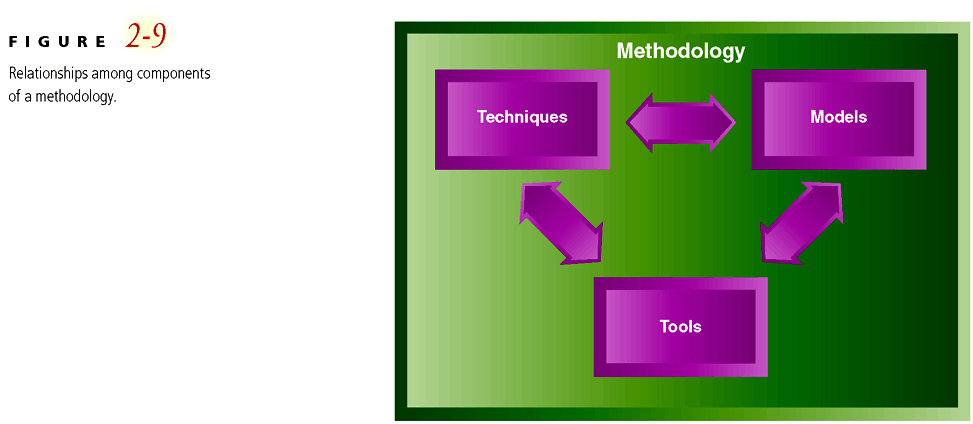 FIGURE 2-9
Relationships among components
of a methodology.
Methodology
Techniques
Models
Tools